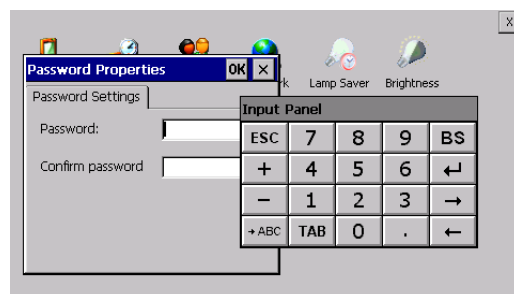 X
Password Properties OK ×
k Lamp Saver Brightness
Password Settings
Input Panel
Password:
ESC 7 8 9 BS
Confirm password
+ 4 5 6 ↵
− 1 2 3 →
→ABC TAB 0 . ←